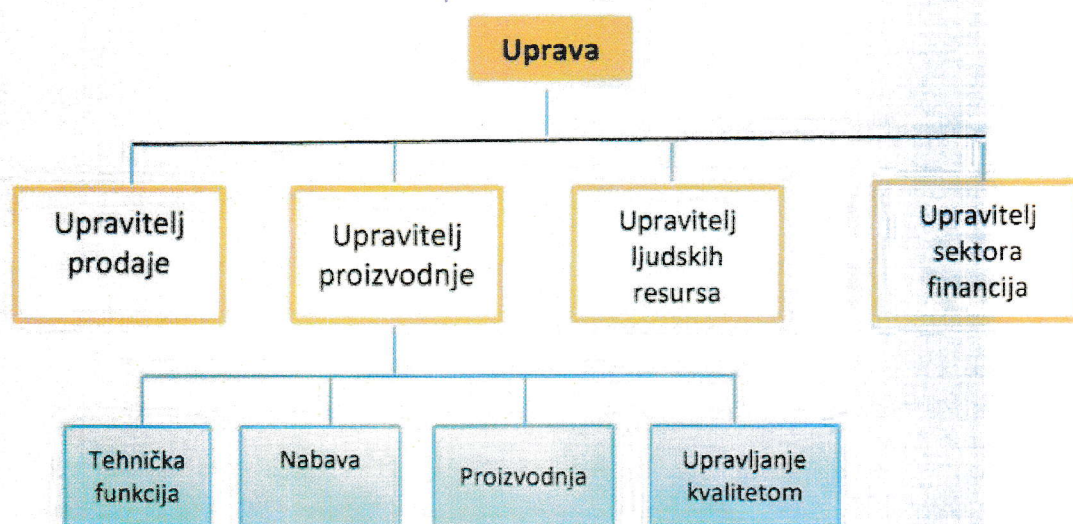 Uprava
Upravitelj
prodaje
Upravitelj
proizvodnje
Upravitelj
ljudskih
resursa
Upravitelj
sektora
financija
Tehnička
funkcija
Nabava
Proizvodnja
Upravljanje
kvalitetom